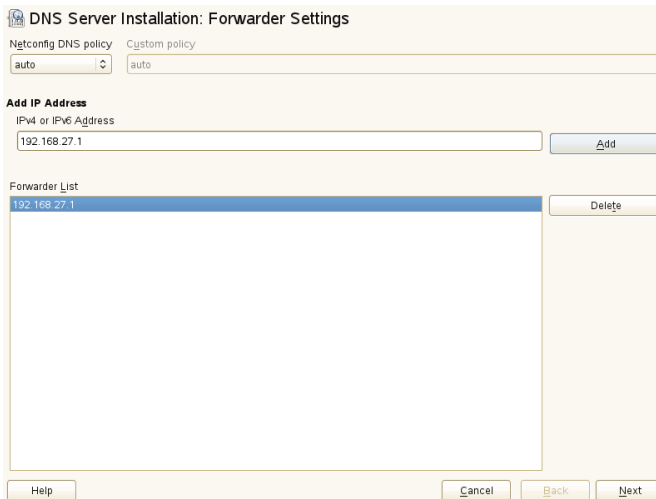 DNS Server Installation: Forwarder Settings
Netconfig DNS policy Custom policy
auto auto
Add IP Address
IPv4 or IPv6 Address
192.168.27.1 Add
Forwarder List
192.168.27.1 Delete
Help Cancel Back Next